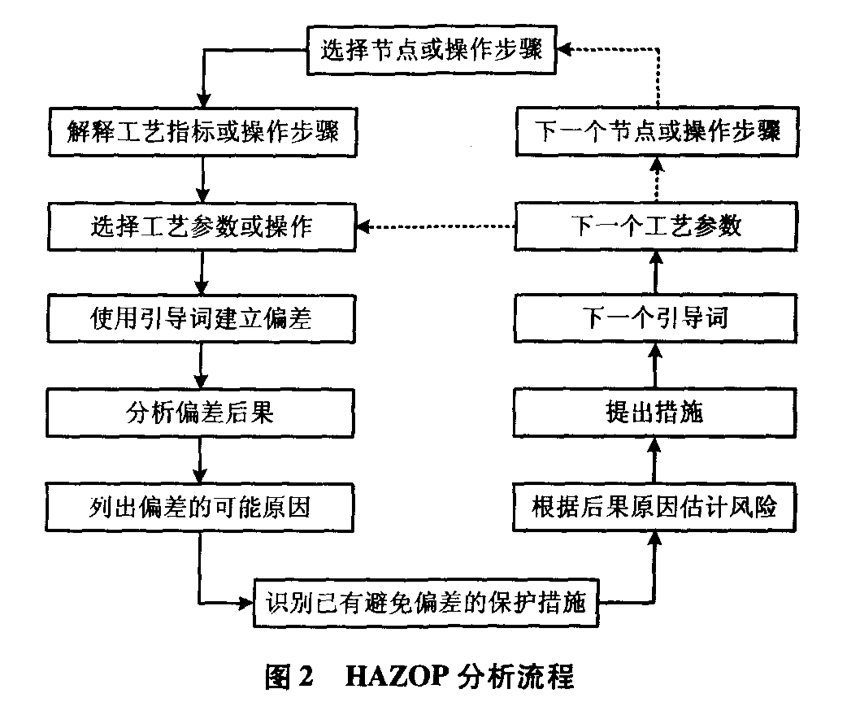 选择节点或操作步骤
解释工艺指标或操作步骤
下一个节点或操作步骤
选择工艺参数或操作
下一个工艺参数
使用引导词建立偏差
下一个引导词
分析偏差后果
提出措施
列出偏差的可能原因
根据后果原因估计风险
识别已有避免偏差的保护措施
图2 HAZOP分析流程